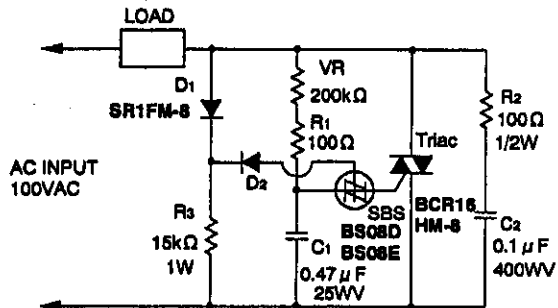 LOAD
D1
SR1FM-8
VR
200kΩ
R1
100Ω
R2
100Ω
1/2W
Triac
AC INPUT
100VAC
D2
SBS
BS08D
BS08E
BCR16
HM-8
R3
15kΩ
1W
C1
0.47μF
25WV
C2
0.1μF
400WV